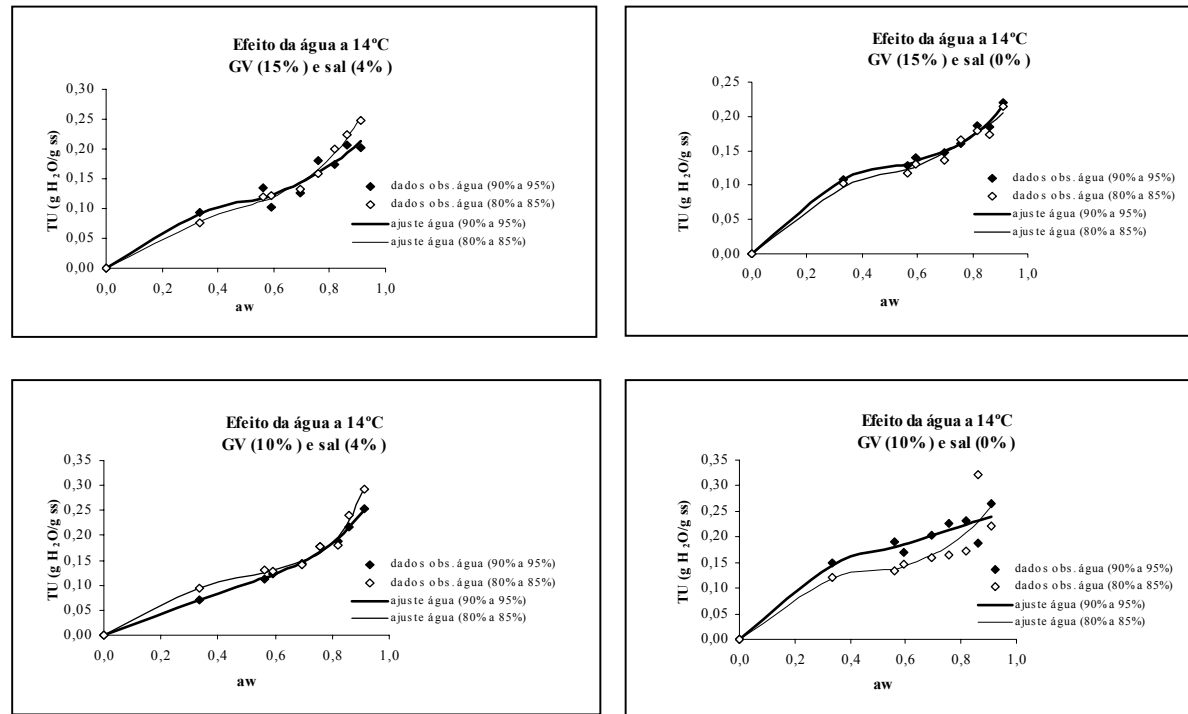 Efeito da água a 14ºC
GV (15%) e sal (4%)
TU (g H₂O/g ss)
0,30
0,25
0,20
0,15
0,10
0,05
0,00
0,0 0,2 0,4 0,6 0,8 1,0
aw
dados obs. água (90% a 95%)
dados obs. água (80% a 85%)
ajuste água (90% a 95%)
ajuste água (80% a 85%)
Efeito da água a 14ºC
GV (15%) e sal (0%)
TU (g H₂O/g ss)
0,25
0,20
0,15
0,10
0,05
0,00
0,0 0,2 0,4 0,6 0,8 1,0
aw
dados obs. água (90% a 95%)
dados obs. água (80% a 85%)
ajuste água (90% a 95%)
ajuste água (80% a 85%)
Efeito da água a 14ºC
GV (10%) e sal (4%)
TU (g H₂O/g ss)
0,35
0,30
0,25
0,20
0,15
0,10
0,05
0,00
0,0 0,2 0,4 0,6 0,8 1,0
aw
dados obs. água (90% a 95%)
dados obs. água (80% a 85%)
ajuste água (90% a 95%)
ajuste água (80% a 85%)
Efeito da água a 14ºC
GV (10%) e sal (0%)
TU (g H₂O/g ss)
0,35
0,30
0,25
0,20
0,15
0,10
0,05
0,00
0,0 0,2 0,4 0,6 0,8 1,0
aw
dados obs. água (90% a 95%)
dados obs. água (80% a 85%)
ajuste água (90% a 95%)
ajuste água (80% a 85%)